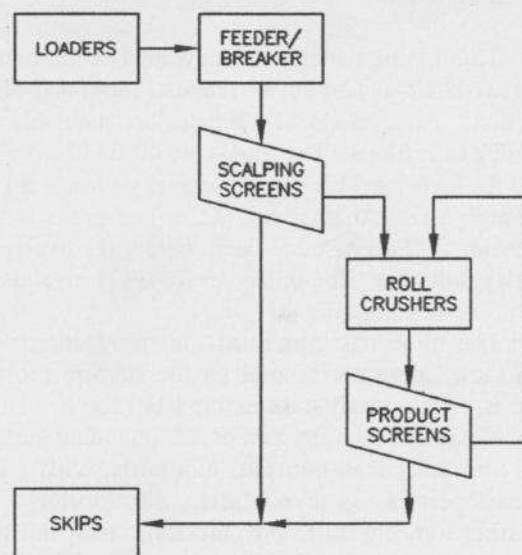 LOADERS
FEEDER/
BREAKER
SCALPING
SCREENS
ROLL
CRUSHERS
PRODUCT
SCREENS
SKIPS